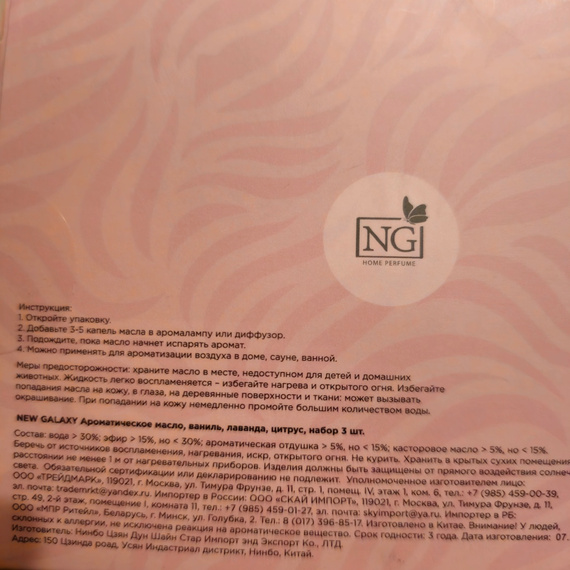 NG
HOME PERFUME
Инструкция:
1. Откройте упаковку.
2. Добавьте 3-5 капель масла в аромалампу или диффузор.
3. Подождите, пока масло начнет испарять аромат.
4. Можно применять для ароматизации воздуха в доме, сауне, ванной.
Меры предосторожности: храните масло в месте, недоступном для детей и домашних
животных. Жидкость легко воспламеняется – избегайте нагрева и открытого огня. Избегайте
попадания масла на кожу, в глаза, на деревянные поверхности и ткани: может вызывать
окрашивание. При попадании на кожу немедленно промойте большим количеством воды.
NEW GALAXY Ароматическое масло, ваниль, лаванда, цитрус, набор 3 шт.
Состав: вода > 30%; эфир > 15%, но < 30%; ароматическая отдушка > 5%, но < 15%; касторовое масло > 5%, но < 15%.
Беречь от источников воспламенения, нагревания, искр, открытого огня. Не курить. Хранить в крытых сухих помещения
расстоянии не менее 1 м от нагревательных приборов. Изделия должны быть защищены от прямого воздействия солнеч
света. Обязательной сертификации или декларированию не подлежит. Уполномоченное изготовителем лицо:
ООО «ТРЕЙДМАРК», 119021, г. Москва, ул. Тимура Фрунзе, д. 11, стр. 1, помещ. IV, этаж 1, ком. 6, тел.: +7 (985) 459-00-39,
эл. почта: trademrkt@yandex.ru. Импортер в России: ООО «СКАЙ ИМПОРТ», 119021, г. Москва, ул. Тимура Фрунзе, д. 11,
стр. 49, 2-й этаж, помещение 1, комната 11, тел.: +7 (985) 459-01-27, эл. почта: skyimport@ya.ru. Импортер в РБ:
ООО «МПР Ритейл», Беларусь, г. Минск, ул. Голубка, 2. Тел.: 8 (017) 396-85-17. Изготовлено в Китае. Внимание! У людей,
склонных к аллергии, не исключена реакция на ароматическое вещество. Срок годности: 3 года. Дата изготовления: 07.
Изготовитель: Нинбо Цзян Дун Шайн Стар Импорт энд Экспорт Ко., ЛТД
Адрес: 150 Цзинда роад, Усян Индастриал дистрикт, Нинбо, Китай.